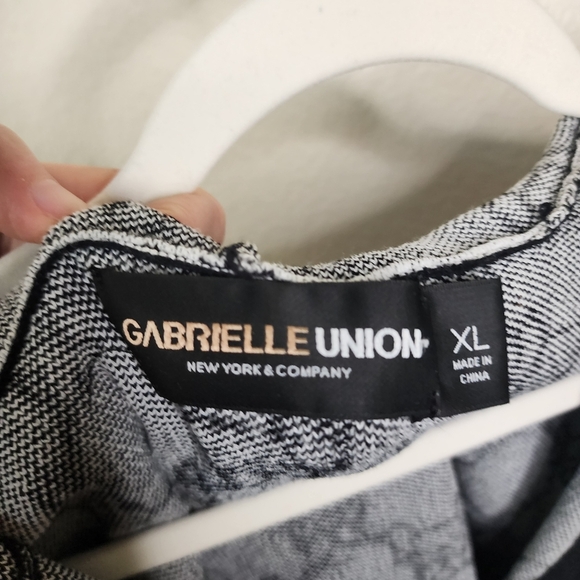 GABRIELLE UNION
NEW YORK & COMPANY
XL
MADE IN
CHINA